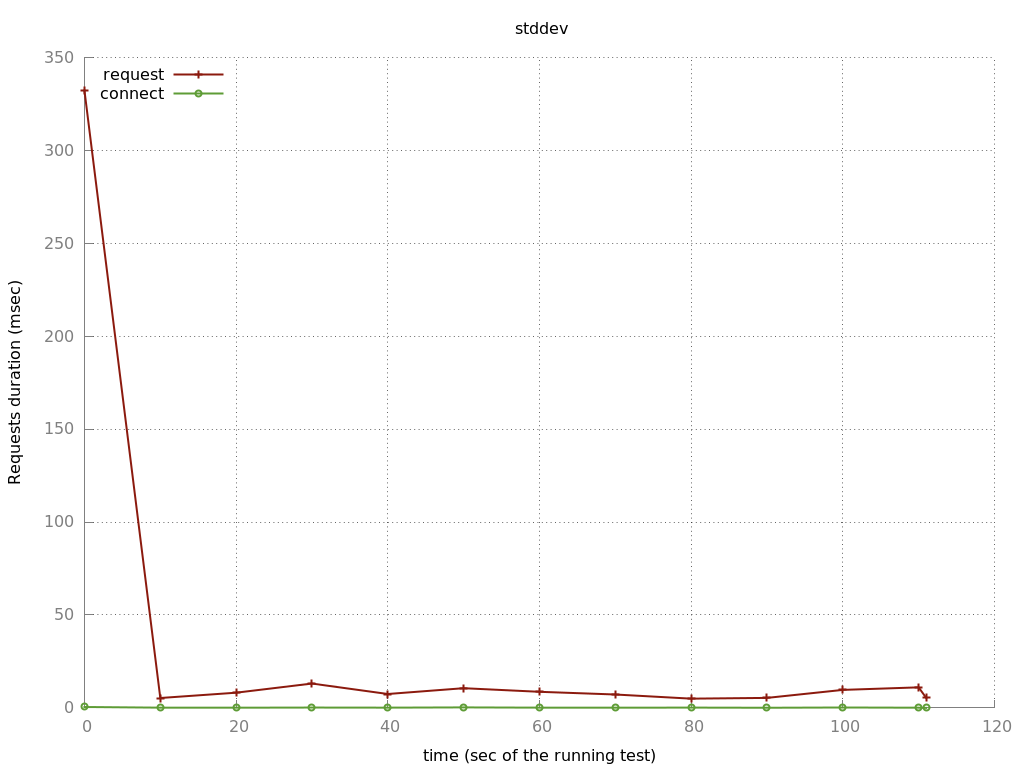 stddev
request
connect
350
300
250
200
150
100
50
0
Requests duration (msec)
0 20 40 60 80 100 120
time (sec of the running test)